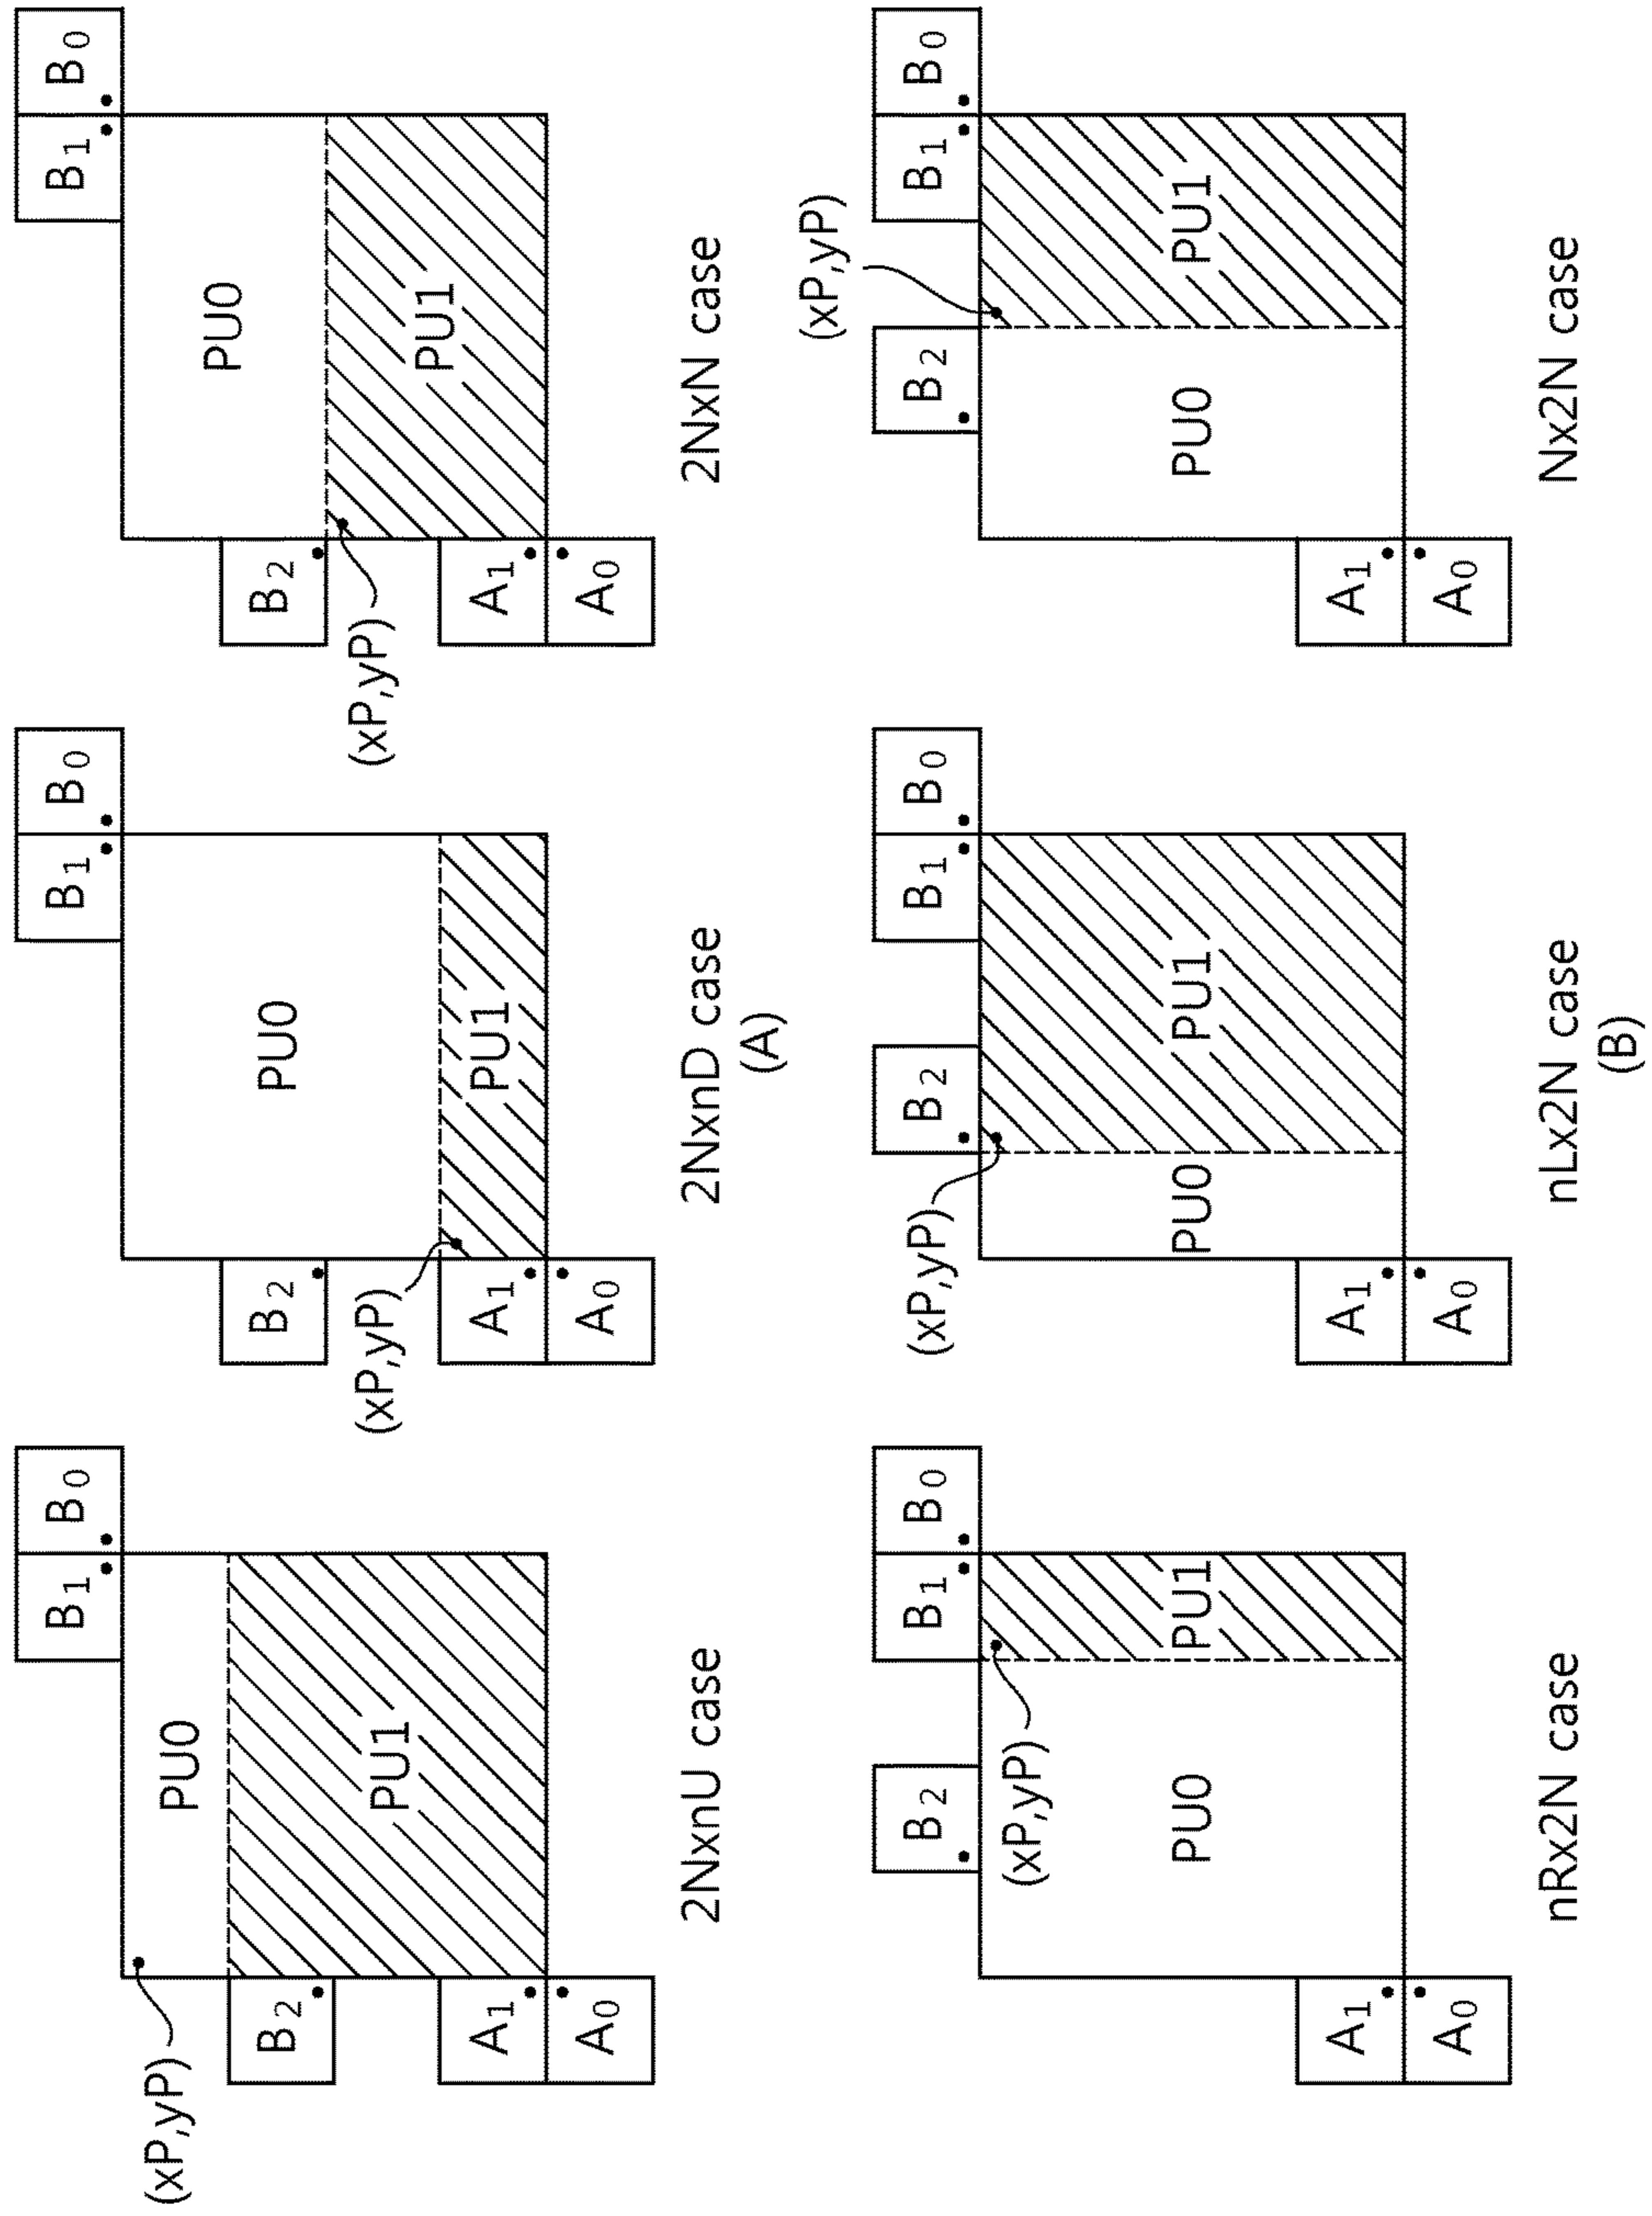 B1 B0
(xP,yP)
PU0
B2
PU1
A1
A0
2NxnU case
B1 B0
PU0
B2
(xP,yP)
A1
PU1
A0
2NxnD case
(A)
B1 B0
PU0
B2
(xP,yP)
PU1
A1
A0
2NxN case
B2 B1 B0
(xP,yP)
PU0 PU1
A1
A0
nRx2N case
B2 B1 B0
(xP,yP)
PU0 PU1
A1
A0
nLx2N case
(B)
(xP,yP)
B2 B1 B0
PU0 PU1
A1
A0
Nx2N case